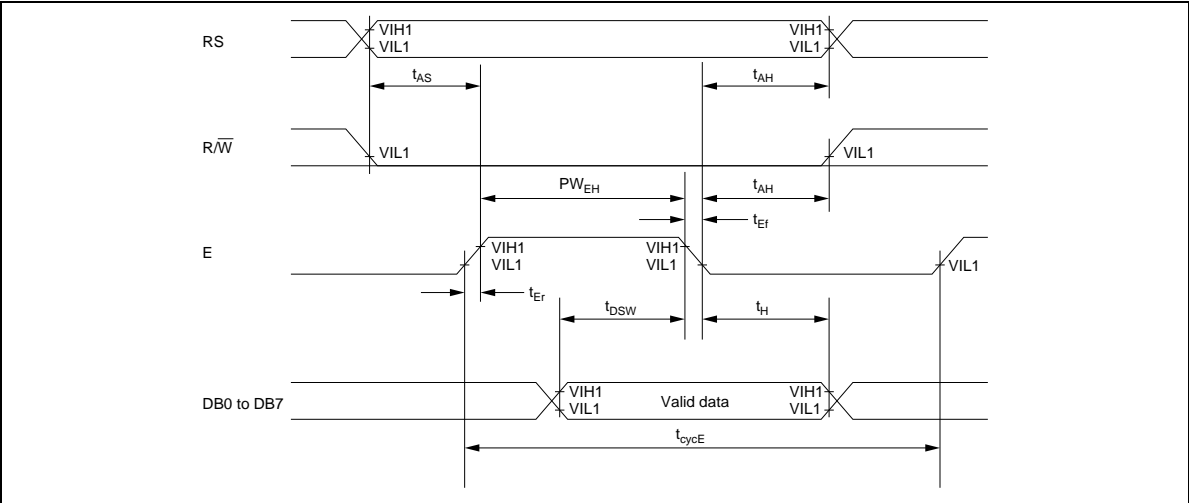 RS
VIH1
VIL1
VIH1
VIL1
tAS
tAH
R/W̅
VIL1
VIL1
PWEH
tAH
tEf
E
VIH1
VIL1
VIH1
VIL1
VIL1
tEr
tDSW
tH
DB0 to DB7
VIH1
VIL1
Valid data
VIH1
VIL1
tcycE